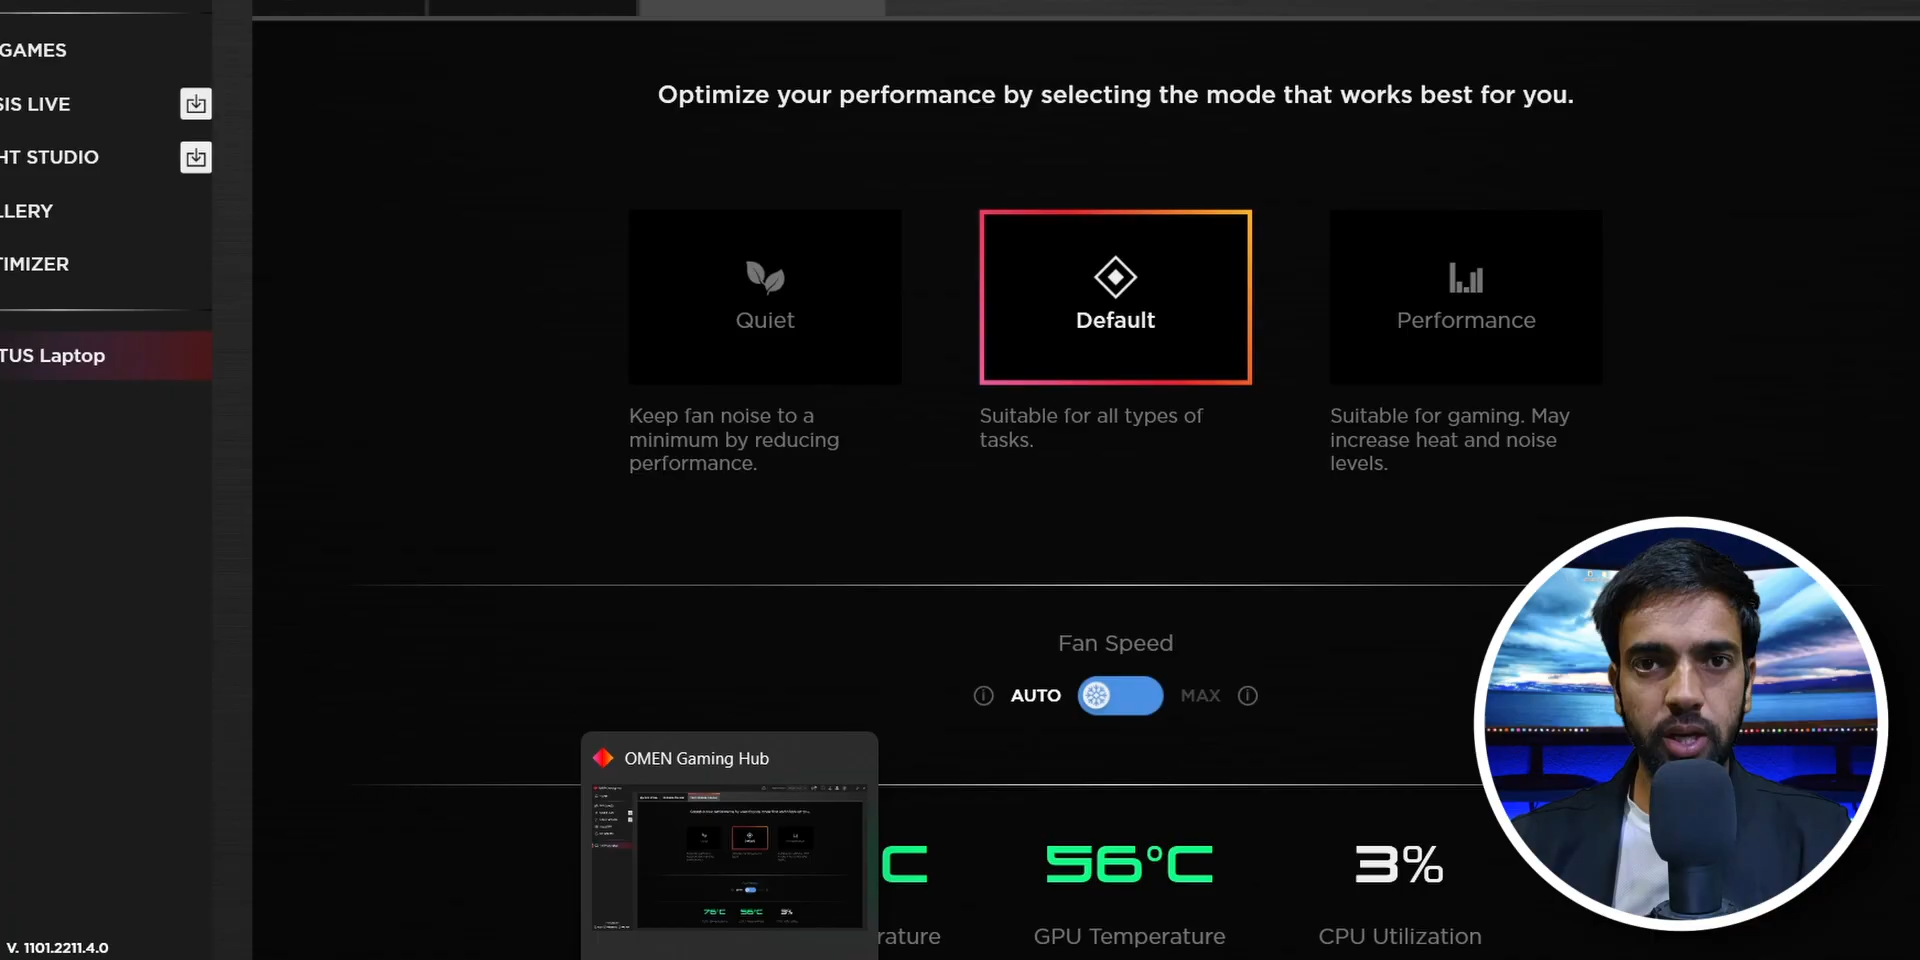 GAMES
SIS LIVE
HT STUDIO
LLERY
TIMIZER
TUS Laptop
V. 1101.2211.4.0
Optimize your performance by selecting the mode that works best for you.
Quiet
Default
Performance
Keep fan noise to a
minimum by reducing
performance.
Suitable for all types of
tasks.
Suitable for gaming. May
increase heat and noise
levels.
Fan Speed
AUTO
MAX
OMEN Gaming Hub
C
56°C
3%
rature
GPU Temperature
CPU Utilization